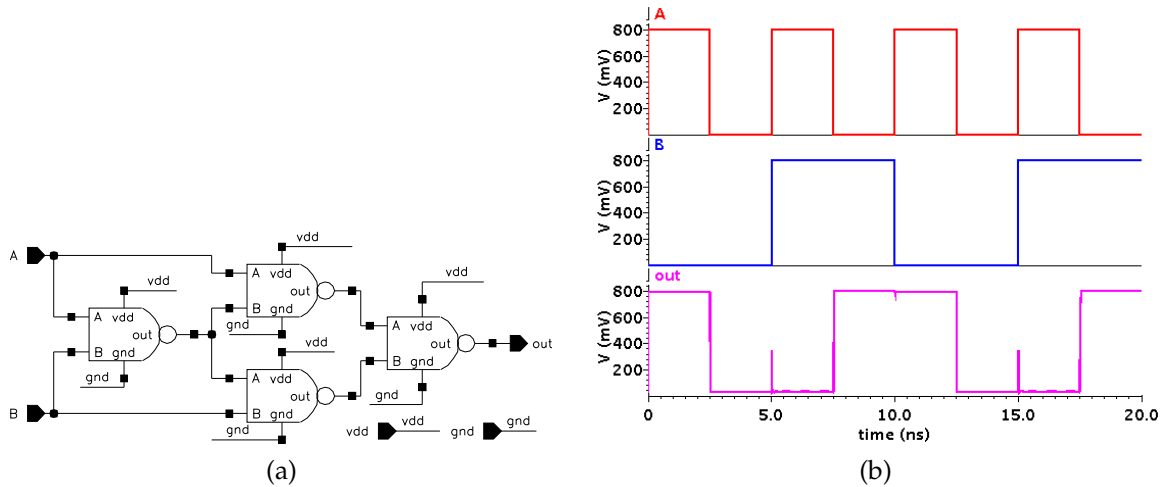 A
B
vdd
A
vdd
out
B
gnd
gnd
vdd
A
vdd
out
B
gnd
gnd
vdd
A
vdd
out
B
gnd
gnd
vdd
A
vdd
out
B
gnd
gnd
out
vdd
vdd
gnd
gnd
(a)
A
V (mV)
800
600
400
200
B
V (mV)
800
600
400
200
out
V (mV)
800
600
400
200
0
5.0
10.0
15.0
20.0
time (ns)
(b)